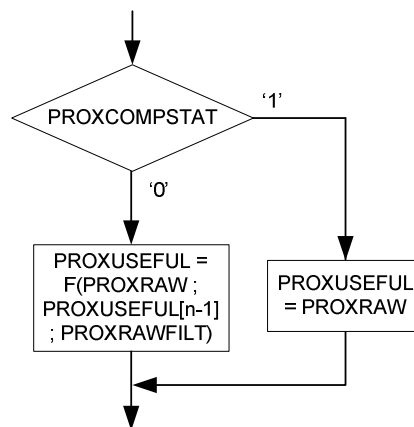 PROXCOMPSTAT
‘1’
‘0’
PROXUSEFUL =
F(PROXRAW ;
PROXUSEFUL[n-1]
; PROXRAWFILT)
PROXUSEFUL
= PROXRAW